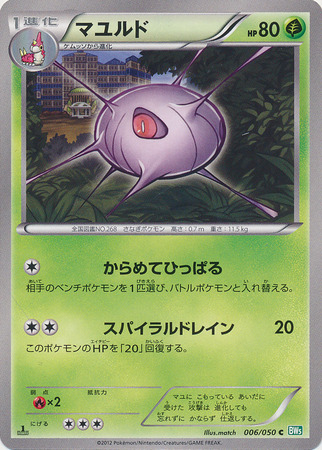 1進化 マユルド HP80
ケムッソから進化
全国図鑑NO.268 さなぎポケモン 高さ:0.7m 重さ:11.5kg
からめてひっぱる
相手のベンチポケモンを1匹選び、バトルポケモンと入れ替える。
スパイラルドレイン 20
このポケモンのHPを「20」回復する。
弱点 抵抗力
×2
にげる
マユに こもっている あいだに
受けた 攻撃は 進化しても
忘れずに かならず 仕返しする。
1 Illus.match 006/050 C BWs
©2012 Pokémon/Nintendo/Creatures/GAME FREAK.